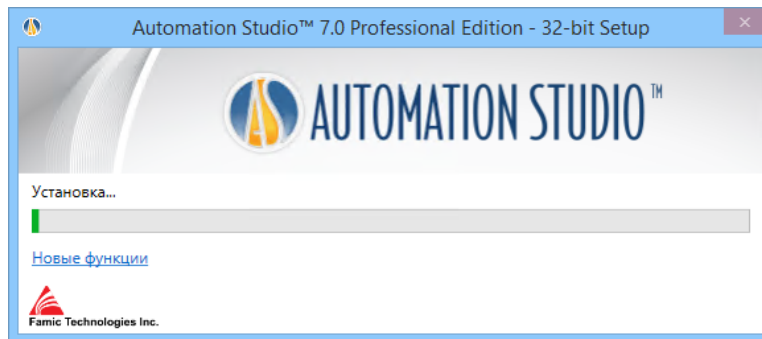 Automation Studio™ 7.0 Professional Edition - 32-bit Setup
AUTOMATION STUDIO™
Установка...
Новые функции
Famic Technologies Inc.